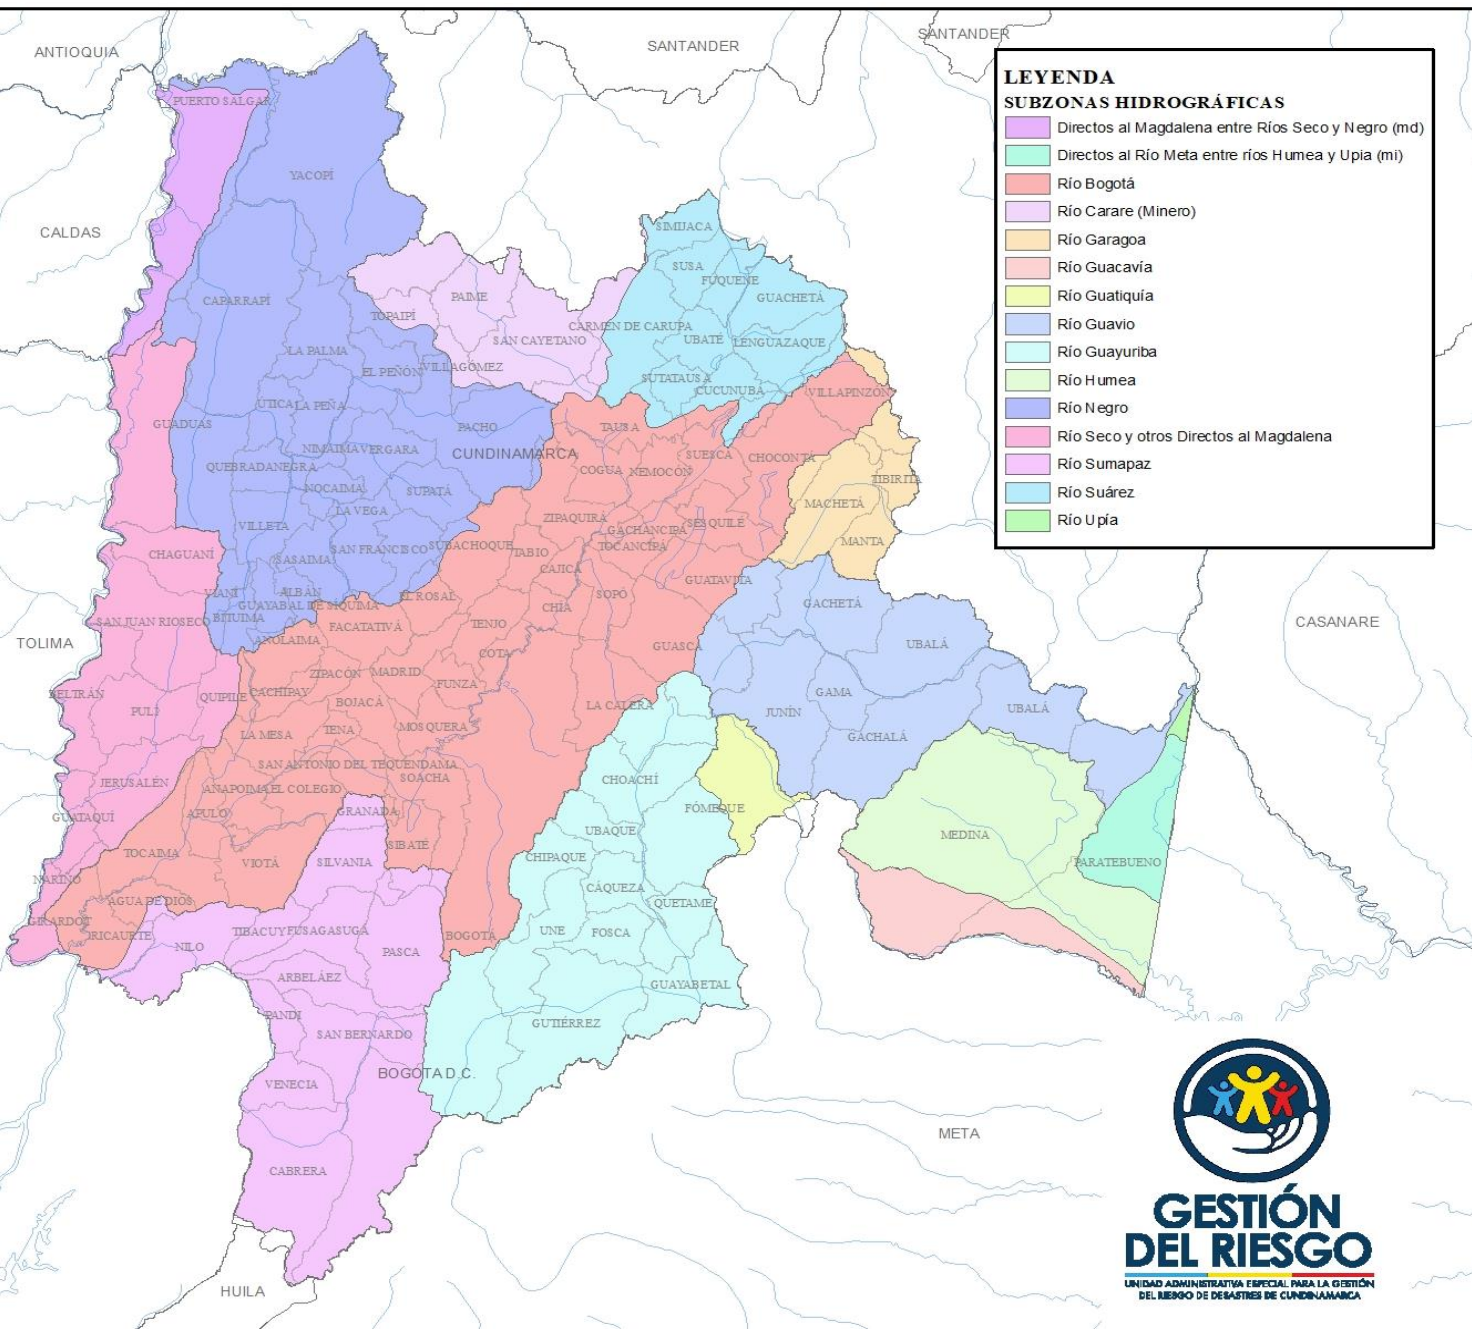 ANTIOQUIA
SANTANDER
SANTANDER
CALDAS
TOLIMA
HUILA
META
CASANARE
CUNDINAMARCA
BOGOTA D.C.
LEYENDA
SUBZONAS HIDROGRÁFICAS
Directos al Magdalena entre Ríos Seco y Negro (md)
Directos al Río Meta entre ríos Humea y Upia (mi)
Río Bogotá
Río Carare (Minero)
Río Garagoa
Río Guacavía
Río Guatiquía
Río Guavio
Río Guayuriba
Río Humea
Río Negro
Río Seco y otros Directos al Magdalena
Río Sumapaz
Río Suárez
Río Upía
PUERTO SALGAR
YACOPÍ
CAPARRAPÍ
TOPAIPÍ
PAIME
SAN CAYETANO
VILLAGÓMEZ
LA PALMA
EL PEÑÓN
ÚTICA
LA PEÑA
GUADUAS
PACHO
NIMAIMA
VERGARA
QUEBRADANEGRA
NOCAIMA
SUPATÁ
LA VEGA
VILLETA
SAN FRANCISCO
SASAIMA
CHAGUANÍ
VIANÍ
ALBÁN
GUAYABAL DE SÍQUIMA
BITUIMA
SAN JUAN RIOSECO
SIMIJACA
SUSA
FÚQUENE
GUACHETÁ
CARMEN DE CARUPA
UBATÉ
LENGUAZAQUE
SUTATAUSA
CUCUNUBÁ
VILLAPINZÓN
TAUSA
SUESCA
CHOCONTÁ
COGUA
NEMOCÓN
TIBIRITA
MACHETÁ
MANTA
ZIPAQUIRÁ
GACHANCIPÁ
SESQUILÉ
TOCANCIPÁ
SUBACHOQUE
TABIO
CAJICÁ
GUATAVITA
SOPÓ
EL ROSAL
CHÍA
TENJO
FACATATIVÁ
ANOLAIMA
COTA
GUASCA
GACHETÁ
UBALÁ
ZIPACÓN
MADRID
FUNZA
CACHIPAY
QUIPILE
BOJACÁ
LA CALERA
GAMA
JUNÍN
UBALÁ
GACHALÁ
BELTRÁN
PULÍ
LA MESA
TENA
MOSQUERA
SAN ANTONIO DEL TEQUENDAMA
SOACHA
JERUSALÉN
ANAPOIMA
EL COLEGIO
CHOACHÍ
FÓMEQUE
GUATAQUÍ
APULO
GRANADA
UBAQUE
SIBATÉ
MEDINA
PARATEBUENO
TOCAIMA
VIOTÁ
SILVANIA
CHIPAQUE
CÁQUEZA
QUETAME
NARIÑO
AGUA DE DIOS
GIRARDOT
RICAURTE
NILO
TIBACUY
FUSAGASUGÁ
PASCA
BOGOTÁ
UNE
FOSCA
ARBELÁEZ
GUAYABETAL
PANDI
SAN BERNARDO
GUTIÉRREZ
VENECIA
CABRERA
GESTIÓN
DEL RIESGO
UNIDAD ADMINISTRATIVA ESPECIAL PARA LA GESTIÓN
DEL RIESGO DE DESASTRES DE CUNDINAMARCA